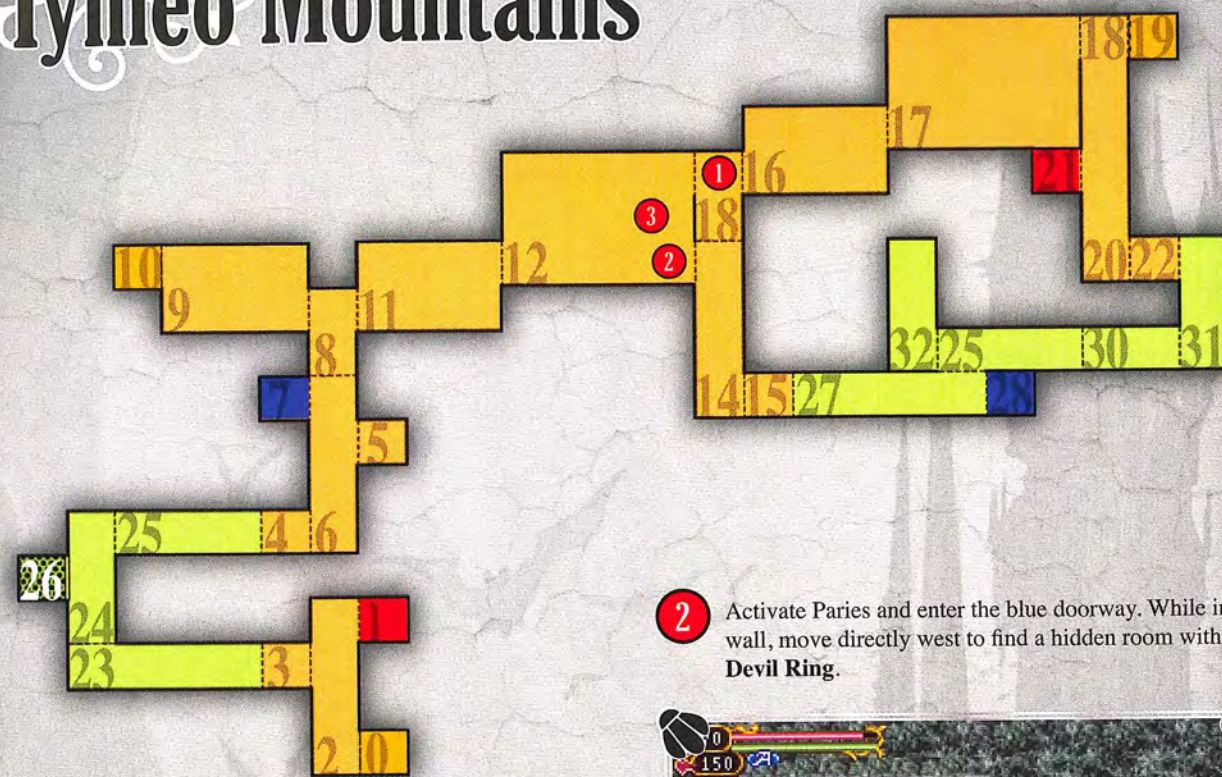 Tymeo Mountains
18 19
17
1 16
21
3 18
10 12 2 20 22
9 11
8 32 25 30 31
7 14 15 27 28
5
25 4 6
26
1
24
2 Activate Paries and enter the blue doorway. While in
wall, move directly west to find a hidden room with
Devil Ring.
23 3
2 0
0
150